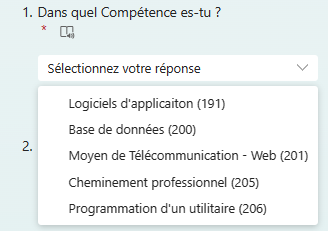 1. Dans quel Compétence es-tu ?
*
Sélectionnez votre réponse
Logiciels d'applicaiton (191)
Base de données (200)
2.
Moyen de Télécommunication - Web (201)
Cheminement professionnel (205)
Programmation d'un utilitaire (206)